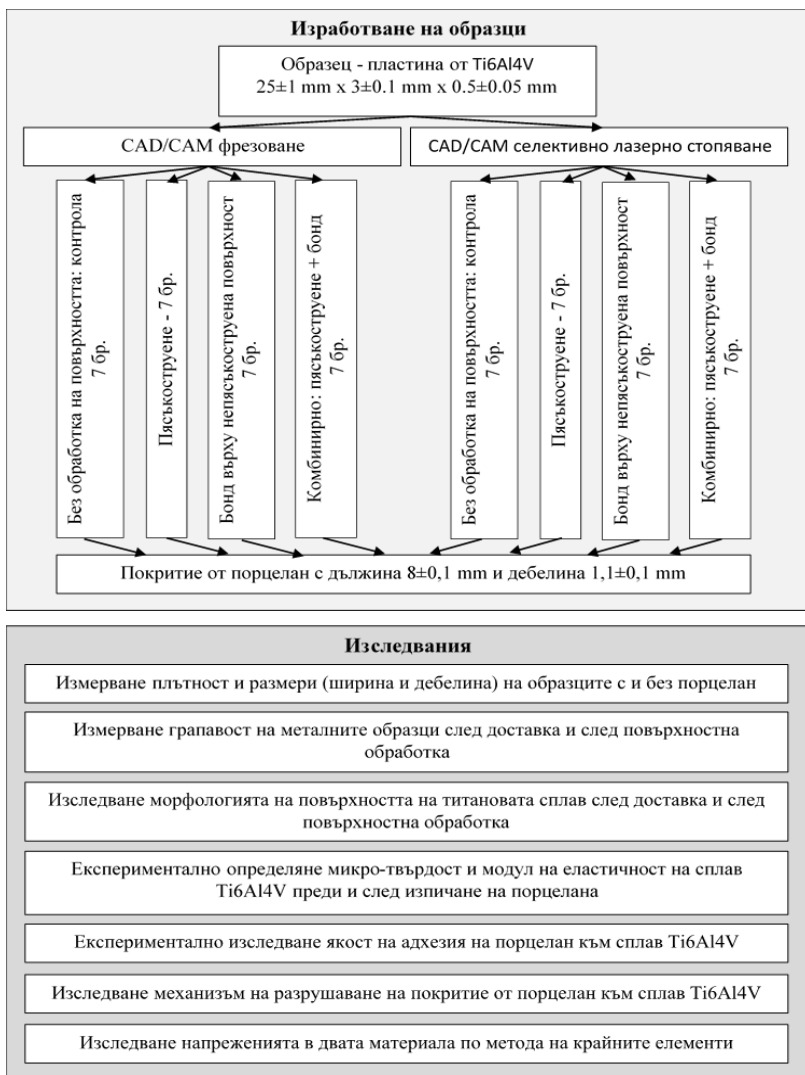 Изработване на образци
Образец - пластина от Ti6Al4V
25±1 mm x 3±0.1 mm x 0.5±0.05 mm
CAD/CAM фрезоване
CAD/CAM селективно лазерно стопяване
Без обработка на повърхността: контрола
7 бр.
Пясъкоструене - 7 бр.
Бонд върху непясъкоструена повърхност
7 бр.
Комбинирно: пясъкоструене + бонд
7 бр.
Без обработка на повърхността: контрола
7 бр.
Пясъкоструене - 7 бр.
Бонд върху непясъкоструена повърхност
7 бр.
Комбинирно: пясъкоструене + бонд
7 бр.
Покритие от порцелан с дължина 8±0,1 mm и дебелина 1,1±0,1 mm
Изследвания
Измерване плътност и размери (ширина и дебелина) на образците с и без порцелан
Измерване грапавост на металните образци след доставка и след повърхностна
обработка
Изследване морфологията на повърхността на титановата сплав след доставка и след
повърхностна обработка
Експериментално определяне микро-твърдост и модул на еластичност на сплав
Ti6Al4V преди и след изпичане на порцелана
Експериментално изследване якост на адхезия на порцелан към сплав Ti6Al4V
Изследване механизъм на разрушаване на покритие от порцелан към сплав Ti6Al4V
Изследване напреженията в двата материала по метода на крайните елементи